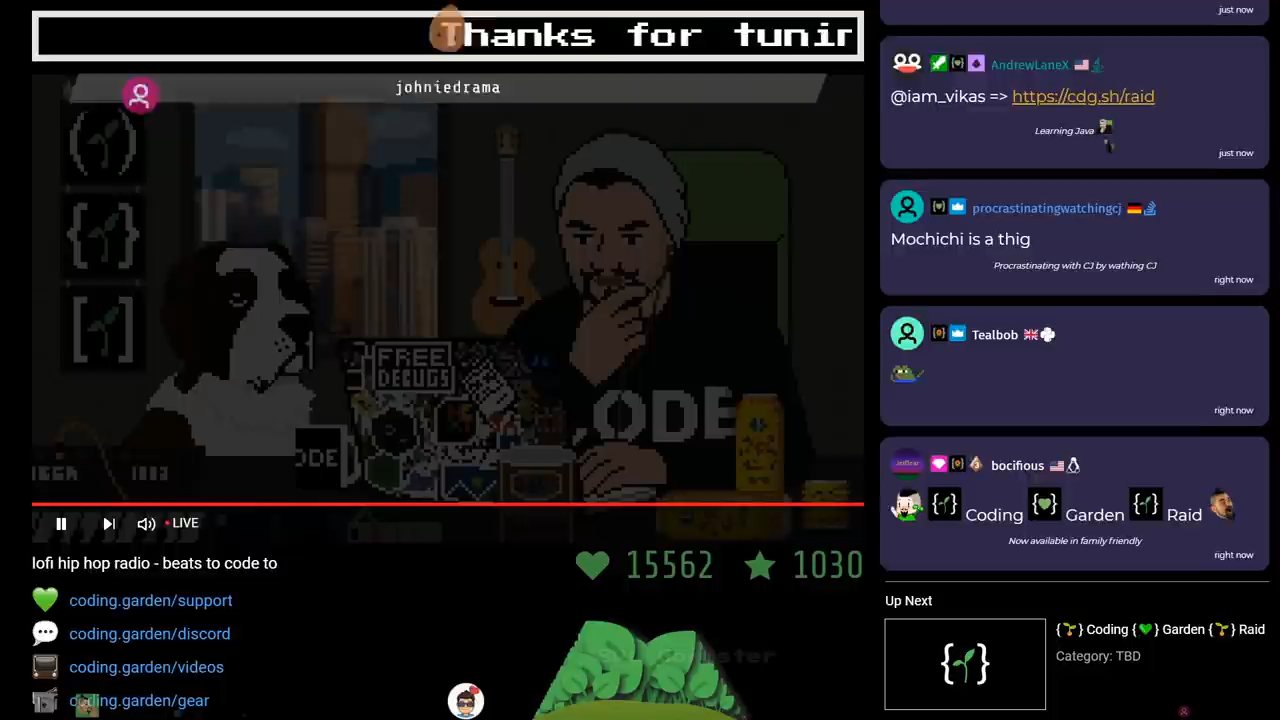 Thanks for tunin
johniedrama
FREE
DEBUGS
CODE
ODE
LIVE
lofi hip hop radio - beats to code to
15562
1030
coding.garden/support
coding.garden/discord
coding.garden/videos
coding.garden/gear
just now
AndrewLaneX
@iam_vikas => https://cdg.sh/raid
Learning Java
just now
procrastinatingwatchingcj
Mochichi is a thig
Procrastinating with CJ by wathing CJ
right now
Tealbob
right now
bocifious
Coding Garden Raid
Now available in family friendly
right now
Up Next
{🌱} Coding {💚} Garden {🌱} Raid
Category: TBD